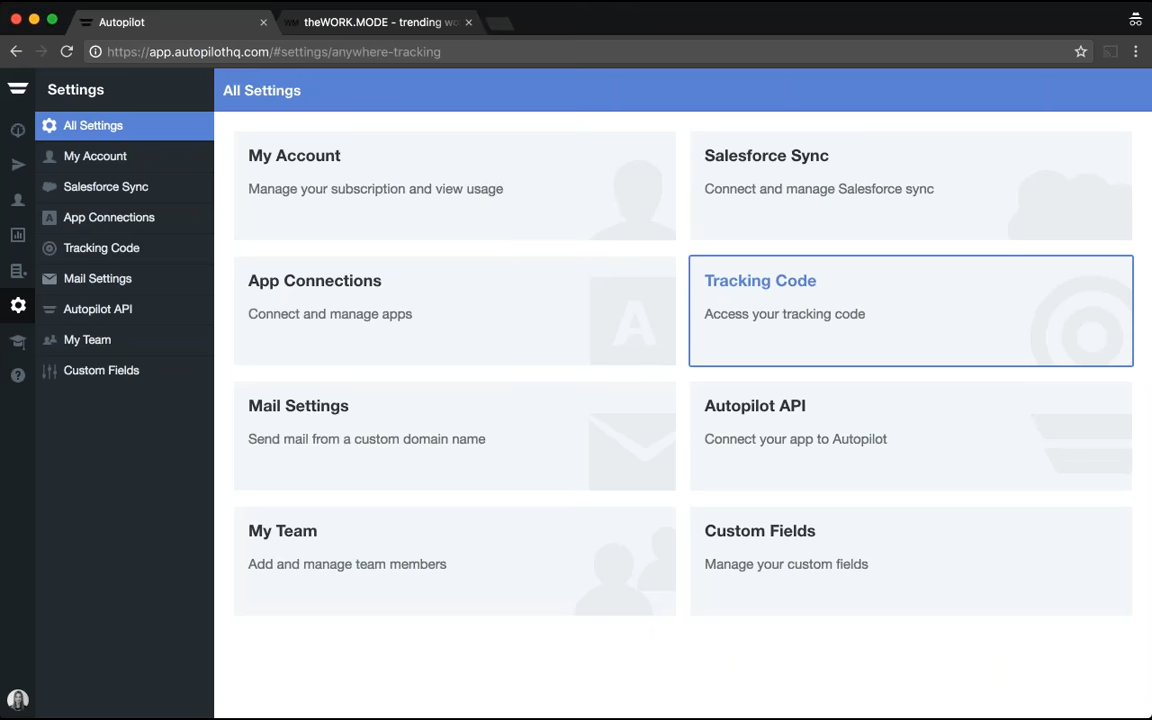 Autopilot
theWORK.MODE - trending wo
https://app.autopilothq.com/#settings/anywhere-tracking
Settings
All Settings
All Settings
My Account
Salesforce Sync
App Connections
Tracking Code
Mail Settings
Autopilot API
My Team
Custom Fields
My Account
Manage your subscription and view usage
Salesforce Sync
Connect and manage Salesforce sync
App Connections
Connect and manage apps
A
Tracking Code
Access your tracking code
Mail Settings
Send mail from a custom domain name
Autopilot API
Connect your app to Autopilot
My Team
Add and manage team members
Custom Fields
Manage your custom fields